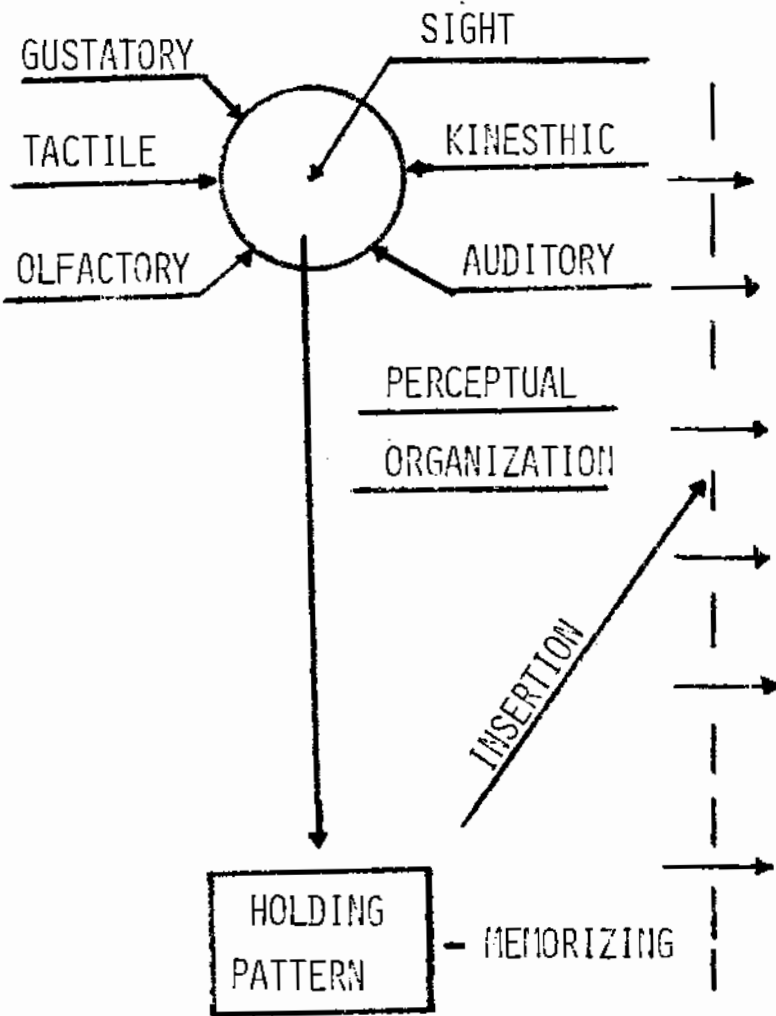 SIGHT
GUSTATORY
TACTILE
KINESTHIC
OLFACTORY
AUDITORY
PERCEPTUAL
ORGANIZATION
INSERTION
HOLDING
PATTERN
- MEMORIZING